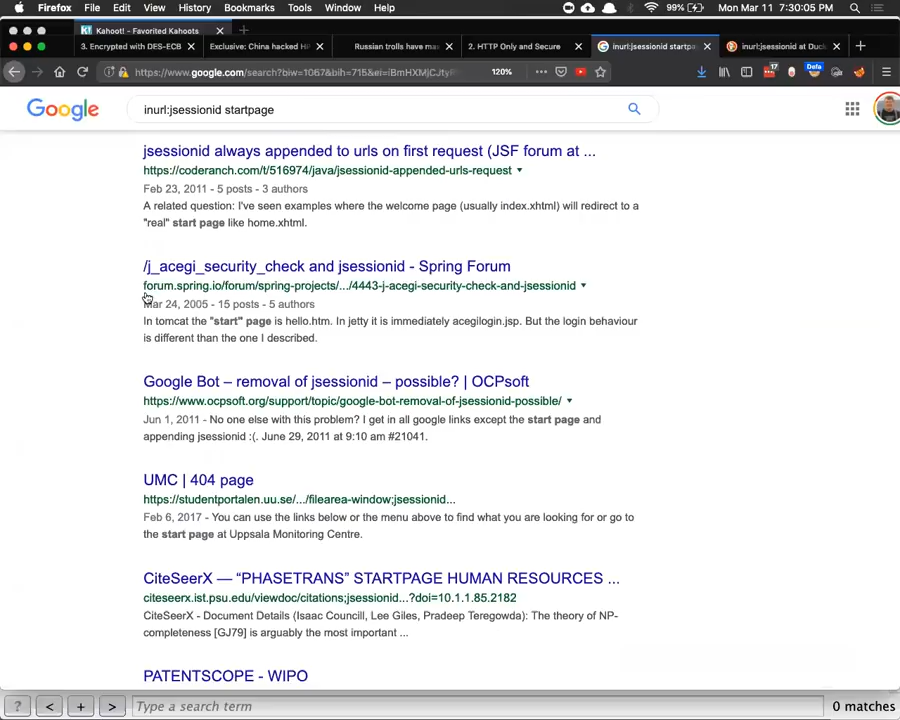 Firefox File Edit View History Bookmarks Tools Window Help 99% Mon Mar 11 7:30:05 PM
K! Kahoot! - Favorited Kahoots
3. Encrypted with DES-ECB Exclusive: China hacked Hi Russian trolls have mas 2. HTTP Only and Secure inurl:jsessionid startpa inurl:jsessionid at Duck
https://www.google.com/search?biw=1067&bih=715&ei=iBmHXMjCJtyR 120% 17 Defa
Google inurl:jsessionid startpage
jsessionid always appended to urls on first request (JSF forum at ...
https://coderanch.com/t/516974/java/jsessionid-appended-urls-request
Feb 23, 2011 - 5 posts - 3 authors
A related question: I've seen examples where the welcome page (usually index.xhtml) will redirect to a
"real" start page like home.xhtml.
/j_acegi_security_check and jsessionid - Spring Forum
forum.spring.io/forum/spring-projects/.../4443-j-acegi-security-check-and-jsessionid
Mar 24, 2005 - 15 posts - 5 authors
In tomcat the "start" page is hello.htm. In jetty it is immediately acegilogin.jsp. But the login behaviour
is different than the one I described.
Google Bot – removal of jsessionid – possible? | OCPsoft
https://www.ocpsoft.org/support/topic/google-bot-removal-of-jsessionid-possible/
Jun 1, 2011 - No one else with this problem? I get in all google links except the start page and
appending jsessionid :(. June 29, 2011 at 9:10 am #21041.
UMC | 404 page
https://studentportalen.uu.se/.../filearea-window;jsessionid...
Feb 6, 2017 - You can use the links below or the menu above to find what you are looking for or go to
the start page at Uppsala Monitoring Centre.
CiteSeerX — “PHASETRANS” STARTPAGE HUMAN RESOURCES ...
citeseerx.ist.psu.edu/viewdoc/citations;jsessionid...?doi=10.1.1.85.2182
CiteSeerX - Document Details (Isaac Councill, Lee Giles, Pradeep Teregowda): The theory of NP-
completeness [GJ79] is arguably the most important ...
PATENTSCOPE - WIPO
? < + > Type a search term 0 matches